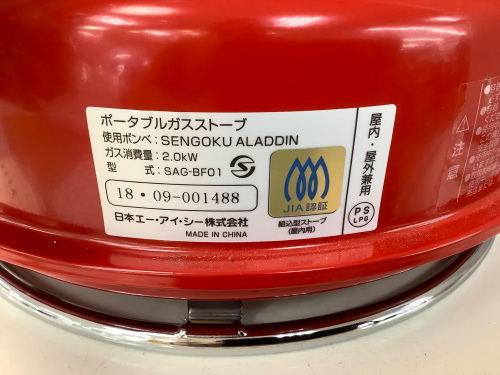 ポータブルガスストーブ
使用ボンベ：SENGOKU ALADDIN
ガス消費量：2.0kW
型　　式：SAG-BF01
18・09-001488
日本エー・アイ・シー株式会社
MADE IN CHINA
JIA 認証
組込型ストーブ
(屋内用)
屋内・屋外兼用
PS
LPG
注意